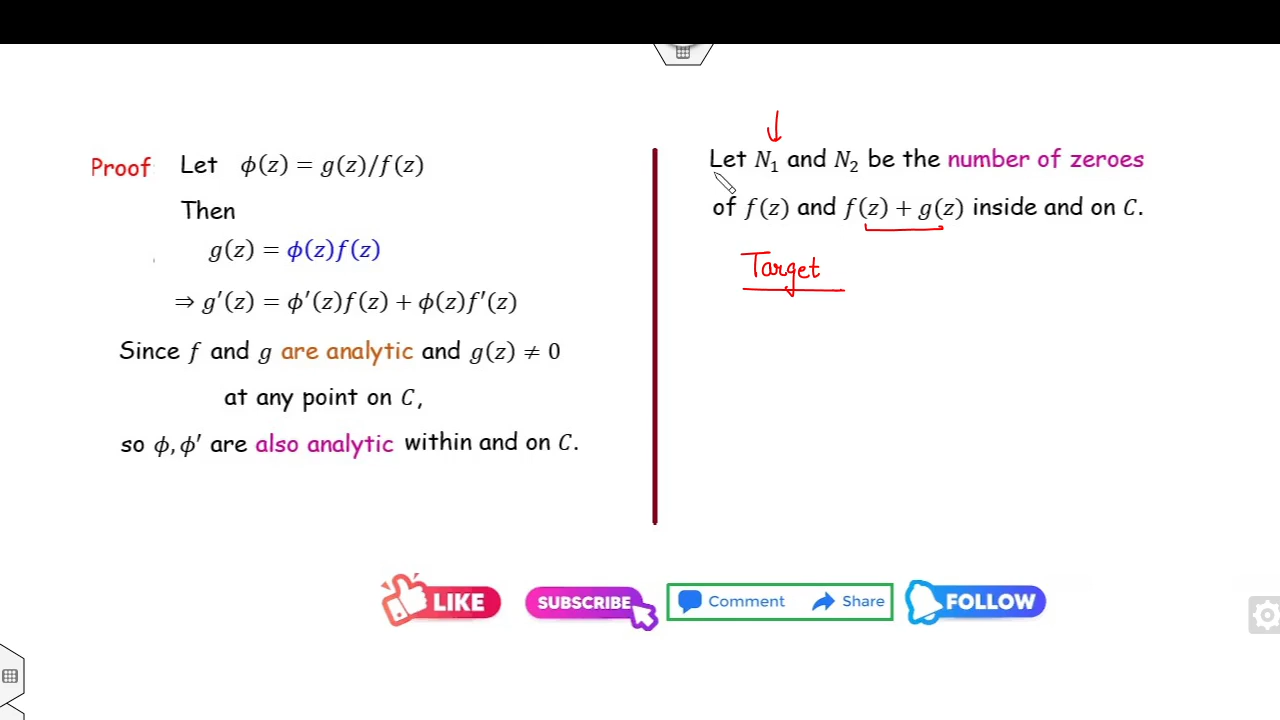 Proof Let ϕ(z) = g(z)/f(z)
Then
g(z) = ϕ(z)f(z)
⇒ g′(z) = ϕ′(z)f(z) + ϕ(z)f′(z)
Since f and g are analytic and g(z) ≠ 0
at any point on C,
so ϕ, ϕ′ are also analytic within and on C.
Let N₁ and N₂ be the number of zeroes
of f(z) and f(z) + g(z) inside and on C.
Target
LIKE
SUBSCRIBE
Comment Share
FOLLOW